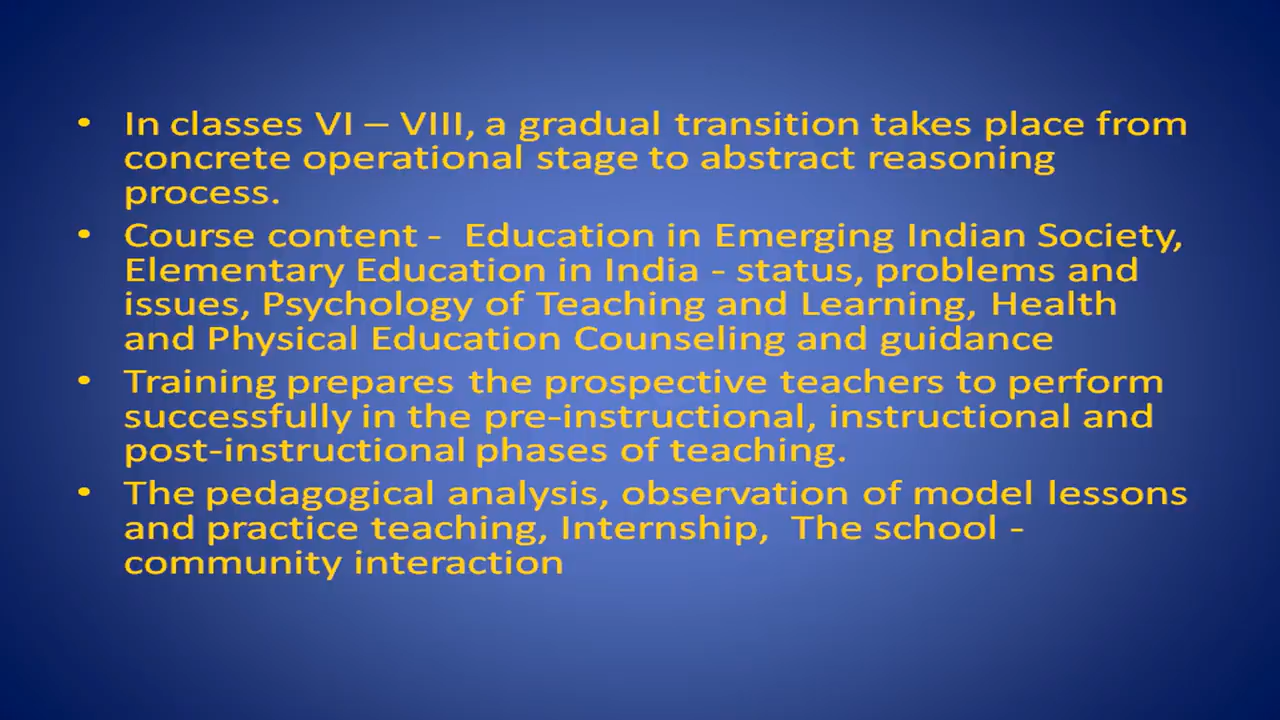 • In classes VI – VIII, a gradual transition takes place from
concrete operational stage to abstract reasoning
process.
• Course content - Education in Emerging Indian Society,
Elementary Education in India - status, problems and
issues, Psychology of Teaching and Learning, Health
and Physical Education Counseling and guidance
• Training prepares the prospective teachers to perform
successfully in the pre-instructional, instructional and
post-instructional phases of teaching.
• The pedagogical analysis, observation of model lessons
and practice teaching, Internship, The school -
community interaction